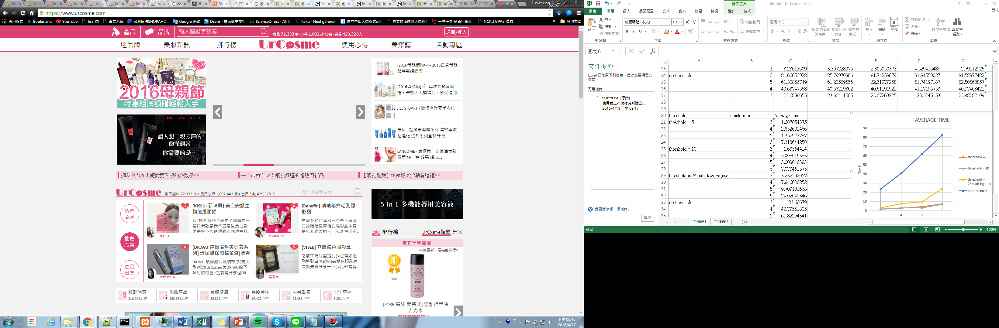 WanLing
https://www.urcosme.com
應用程式 Bookmarks YouTube 統計圖 論文系統 凱利依法SHOPAHOL Google 翻譯 Dcard - 在每個午夜 ScienceDirect - All S Kaku - Next generat 國立中山大學程式 國立暨南國際大學 千与千寻 高清完整版- NCKU GPA計算機 » 其他書籤
產品 品牌 輸入關鍵字搜尋 商品 72,333件 · 心得 1,002,441篇 · 會員 429,328人 註冊/登入
迷品牌 美妝新訊 排行榜 UrCosme 使用心得 美爆誌 活動專區
2016母親節
特惠組滿額贈輕鬆入手
KATE
讓人想一親芳澤的
飽滿翹唇
你需要的是…
[2016母親節]SK-II - 2016百貨母親
節特惠組總表
[2016母親節]后 - 母親節寵愛獻
禮，讓妳天天摸得到、感受得到.
JILL STUART - 浪漫海洋夏季彩妝
專科 - 超微米潔顏系列 濃密柔嫩
超進化 洗卸系列全新升級
LANCOME - 專櫃第一支精油氣墊
唇萃 搖一搖 超亮 超Juicy
網友合力推！絕對要入手的必敗品>> 一上市就升火！網友精選的超熱門新品 【網友最愛】粉絲好康活動看這裡>>
UrCosme 商品資料 72,333 件 • 使用心得 1,002,441 篇 • 會員人數 429,328 人 輸入關鍵字搜尋
熱門
商品
推薦
心得
注目
網友
3
[KISSUI 新琦肌] 美白安瓶生
物纖維面膜
耶~把全系列介紹完了繼續前一
篇保濕款讓我不滿意後美白款
更是慘不忍睹他跟我說他主打...
Yocher
6
[Benefit ] 嘖嘖稱齊毛孔隱
形露
在國外和台灣都已經是人氣商
品的嘖嘖稱齊毛孔隱形露本身
是毛孔粗大的人 我參考了不...
Yuannie苑
6
[DR.WU 達爾膚醫美保養系
列] 玻尿酸保濕精華液(清爽
DR.WU 玻尿酸保濕精華液(清爽
型)感謝UrCosme與DR.WU給予
試用的機會~之前有分享過DR.
jasmine14
5
[VISEE] 立體濃色眼影盒
之前在粉絲團提到我也有最近
剛進到台灣的Visee雙色眼影這
次就先來分享一下我比較有愛...
戴戴♥
5 in 1 多機能唇用美容液
排行榜 UrCosme指數 升火
其它美甲產品
4/18 更新，看完整排行>
1
MILD
ENAMEL
REMOVER
[KOSE 高絲-開架式] 溫和指甲油
去光水
臉部保養
516,022心得
化妝產品
263,682心得
美體健康
85,811心得
美髮美甲
59,429心得
用具香氛
28,483心得
男仕專區
3,201心得
下午 08:46
2016/4/17
圖表工具 threshold比較.xlsx - Excel
檔案 常用 插入 版面配置 公式 資料 校閱 檢視 設計 格式 登入
貼上 剪下 複製 複製格式 剪貼簿
新細明體 (本文) 10 B I U 字型
自動換列 跨欄置中 對齊方式
通用格式 $ % 數值
設定格式化的條件 格式化為表格 儲存格樣式 樣式
插入 刪除 格式 儲存格
自動加總 填滿 清除 排序與篩選 尋找與選取 編輯
圖表 6 fx
文件復原
Excel 已復原下列檔案。儲存您要保留的
檔案。
可用檔案
testtttt.txt [原始]
使用者上次儲存時所建立...
2016/4/13 下午 09:17
我要儲存哪一個檔案?
關閉
A B C D E F G
13 3 3.23013609 3.307228076 2.305050373 4.529416488 2.79112926
14 no threshold 6 81.66653928 85.79970966 81.74258679 81.84550027 81.58977482
15 5 61.33856749 61.20569656 62.31979258 61.74197187 62.50668857
16 4 40.63747568 40.58219362 40.61191922 41.17196753 40.97403421
17 3 23.6898655 23.66411585 23.67263225 23.5245153 23.48282109
18
19
20 threshold clusternum Average time
21 threshold = 5 3 1.687854375
22 4 2.852602466
23 5 4.352927787
24 6 7.318644258
25 threshold = 10 3 1.63364414
26 4 3.008016383
27 5 3.008016383
28 6 7.073461375
29 threshold = 2*math.log(len(user 3 3.232592057
30 4 7.846626252
31 5 9.709181668
32 6 24.02049346
33 no threshold 3 23.60679
34 4 40.79551805
35 5 61.82254341
AVERAGE TIME
TIME
90
80
70
60
50
40
30
20
10
0
3 4 5 6
threshold = 5
threshold = 10
threshold =
2*math.log(len(u
no threshold
工作表1 工作表2
就緒 100%